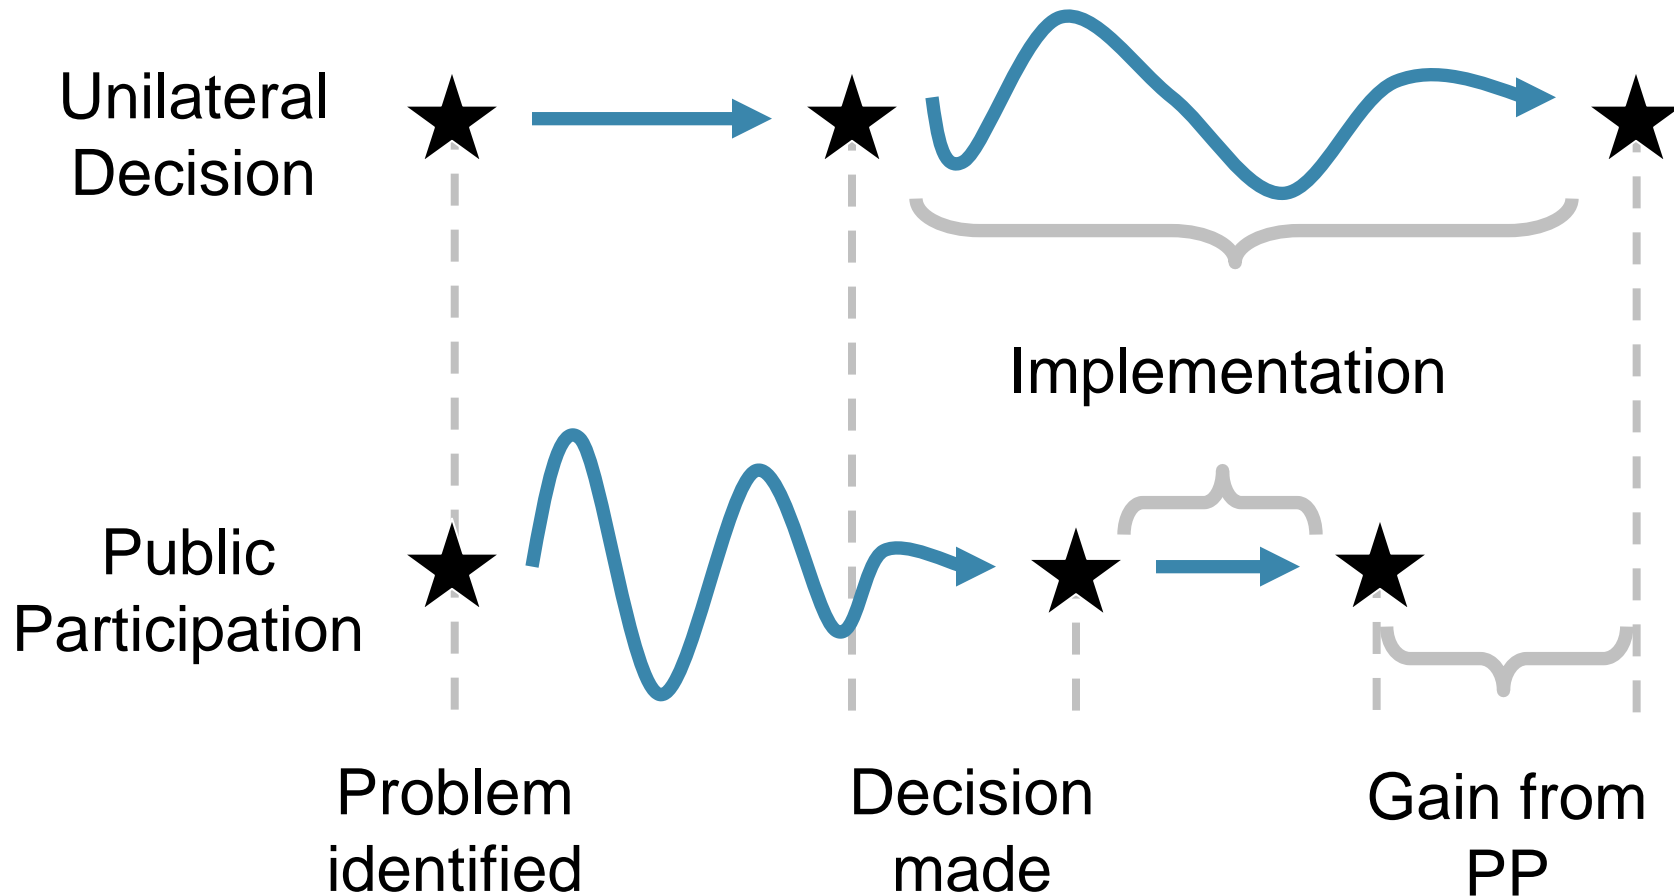 Unilateral
Decision
Implementation
Public
Participation
Problem
identified
Decision
made
Gain from
PP